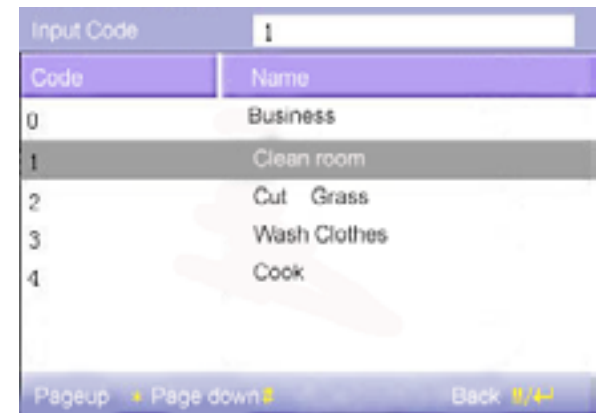 Input Code 1
Code Name
0 Business
1 Clean room
2 Cut Grass
3 Wash Clothes
4 Cook
Pageup * Page down# Back !!/↵